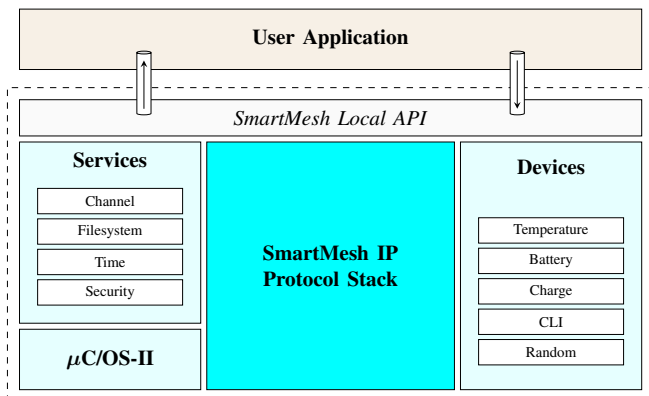 User Application
SmartMesh Local API
Services
Channel
Filesystem
Time
Security
μC/OS-II
SmartMesh IP
Protocol Stack
Devices
Temperature
Battery
Charge
CLI
Random